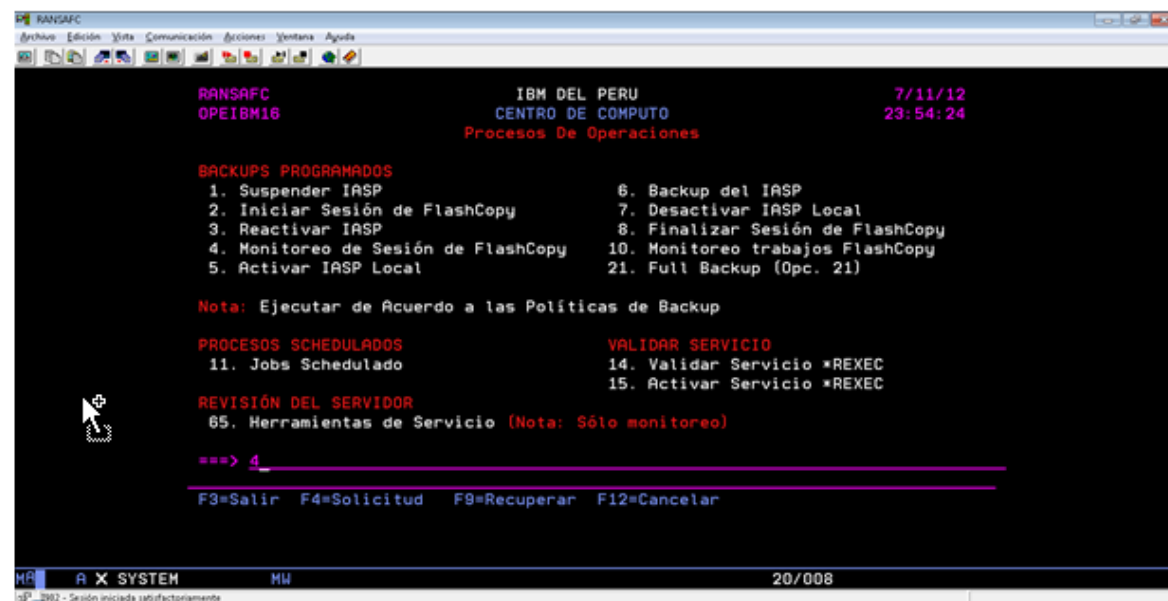 RANSAFC
Archivo Edición Vista Comunicación Acciones Ventana Ayuda
RANSAFC IBM DEL PERU 7/11/12
OPEIBM16 CENTRO DE COMPUTO 23:54:24
Procesos De Operaciones
BACKUPS PROGRAMADOS
1. Suspender IASP 6. Backup del IASP
2. Iniciar Sesión de FlashCopy 7. Desactivar IASP Local
3. Reactivar IASP 8. Finalizar Sesión de FlashCopy
4. Monitoreo de Sesión de FlashCopy 10. Monitoreo trabajos FlashCopy
5. Activar IASP Local 21. Full Backup (Opc. 21)
Nota: Ejecutar de Acuerdo a las Políticas de Backup
PROCESOS SCHEDULADOS VALIDAR SERVICIO
11. Jobs Schedulado 14. Validar Servicio *REXEC
15. Activar Servicio *REXEC
REVISIÓN DEL SERVIDOR
65. Herramientas de Servicio (Nota: Sólo monitoreo)
===> 4_
F3=Salir F4=Solicitud F9=Recuperar F12=Cancelar
A X SYSTEM MW 20/008
- Sesión iniciada satisfactoriamente